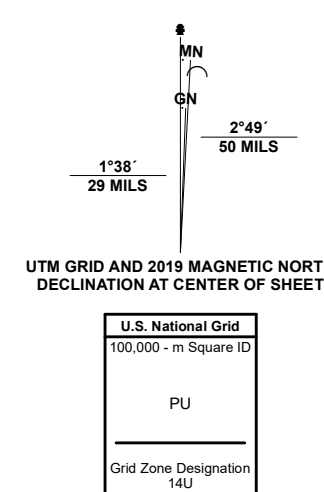 MN
GN
2°49´
50 MILS
1°38´
29 MILS
UTM GRID AND 2019 MAGNETIC NORT
DECLINATION AT CENTER OF SHEET
U.S. National Grid
100,000 - m Square ID
PU
Grid Zone Designation
14U